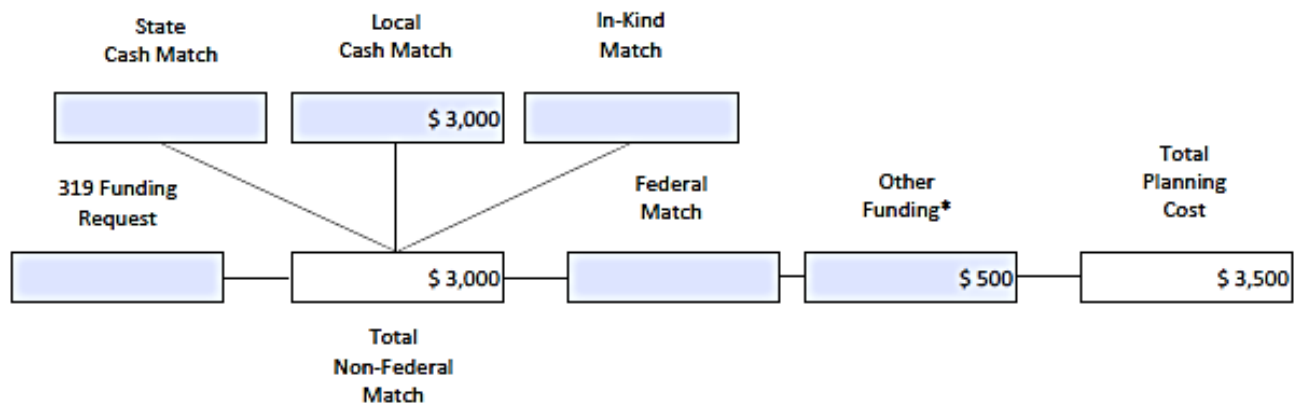 State
Cash Match
Local
Cash Match
In-Kind
Match
$ 3,000
319 Funding
Request
Federal
Match
Other
Funding*
Total
Planning
Cost
$ 3,000
$ 500
$ 3,500
Total
Non-Federal
Match